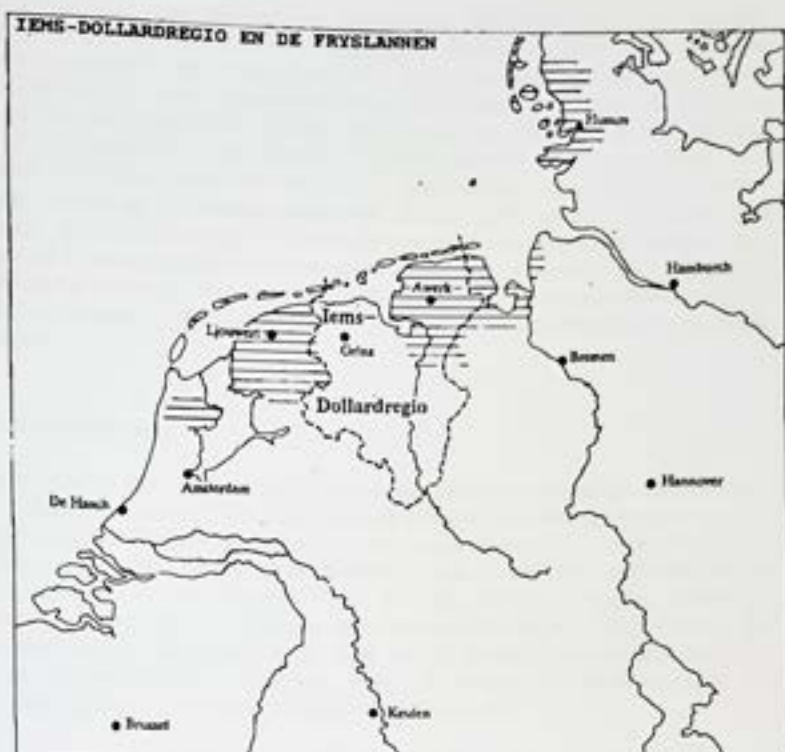 IEMS-DOLLARDREGIO EN DE FRYSLANNEN
Husum
Hamburch
Awerk
Ljouwert
Iems-
Grins
Bremen
Dollardregio
Amsterdam
Hannover
De Haach
Keulen
Brussel